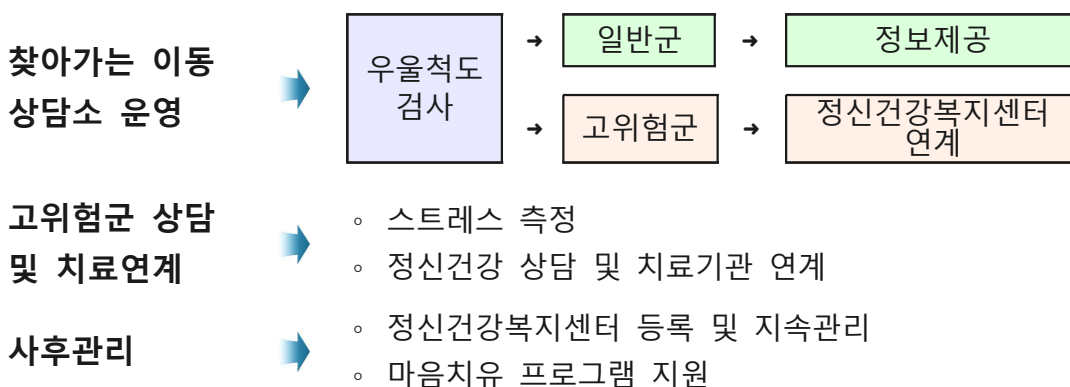 찾아가는 이동
상담소 운영
우울척도
검사
→ 일반군 → 정보제공
→ 고위험군 → 정신건강복지센터
연계
고위험군 상담
및 치료연계
◦ 스트레스 측정
◦ 정신건강 상담 및 치료기관 연계
사후관리
◦ 정신건강복지센터 등록 및 지속관리
◦ 마음치유 프로그램 지원